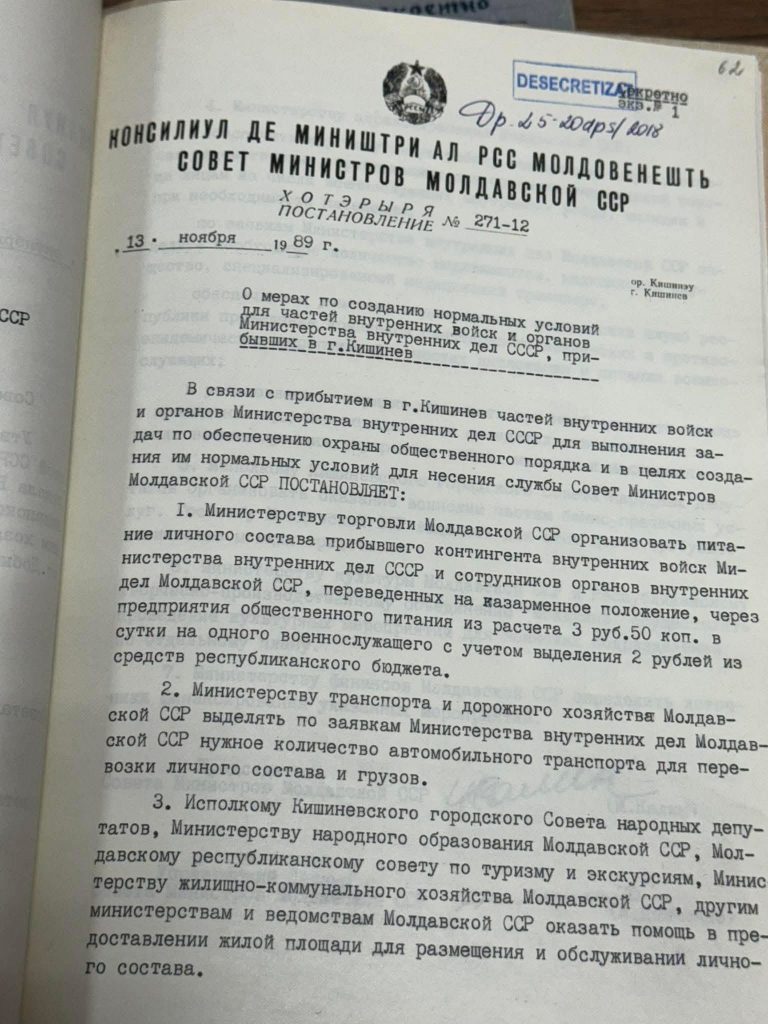 62
DESECRETIZAT
Секретно
экз.№ 1
Dp. 25-20dps/2018
КОНСИЛИУЛ ДЕ МИНИШТРИ АЛ РСС МОЛДОВЕНЕШТЬ
СОВЕТ МИНИСТРОВ МОЛДАВСКОЙ ССР
ХОТЭРЫРЯ
ПОСТАНОВЛЕНИЕ № 271-12
13. ноября 1989 г.
ор. Кишинэу
г. Кишинев
О мерах по созданию нормальных условий
для частей внутренних войск и органов
Министерства внутренних дел СССР, при-
бывших в г.Кишинев
В связи с прибытием в г.Кишинев частей внутренних войск
и органов Министерства внутренних дел СССР для выполнения за-
дач по обеспечению охраны общественного порядка и в целях созда-
ния им нормальных условий для несения службы Совет Министров
Молдавской ССР ПОСТАНОВЛЯЕТ:
I. Министерству торговли Молдавской ССР организовать пита-
ние личного состава прибывшего контингента внутренних войск Ми-
нистерства внутренних дел СССР и сотрудников органов внутренних
дел Молдавской ССР, переведенных на казарменное положение, через
предприятия общественного питания из расчета 3 руб.50 коп. в
сутки на одного военнослужащего с учетом выделения 2 рублей из
средств республиканского бюджета.
2. Министерству транспорта и дорожного хозяйства Молдав-
ской ССР выделять по заявкам Министерства внутренних дел Молдав-
ской ССР нужное количество автомобильного транспорта для пере-
возки личного состава и грузов.
3. Исполкому Кишиневского городского Совета народных депу-
татов, Министерству народного образования Молдавской ССР, Мол-
давскому республиканскому совету по туризму и экскурсиям, Минис
терству жилищно-коммунального хозяйства Молдавской ССР, другим
министерствам и ведомствам Молдавской ССР оказать помощь в пре-
доставлении жилой площади для размещения и обслуживании лично-
го состава.
ССР